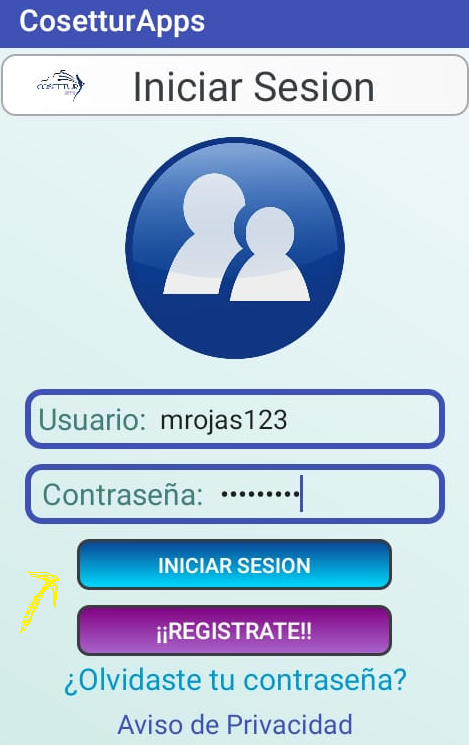 CosetturApps
COSETTUR
Iniciar Sesion
Usuario: mrojas123
Contraseña: •••••••••
INICIAR SESION
¡¡REGISTRATE!!
¿Olvidaste tu contraseña?
Aviso de Privacidad